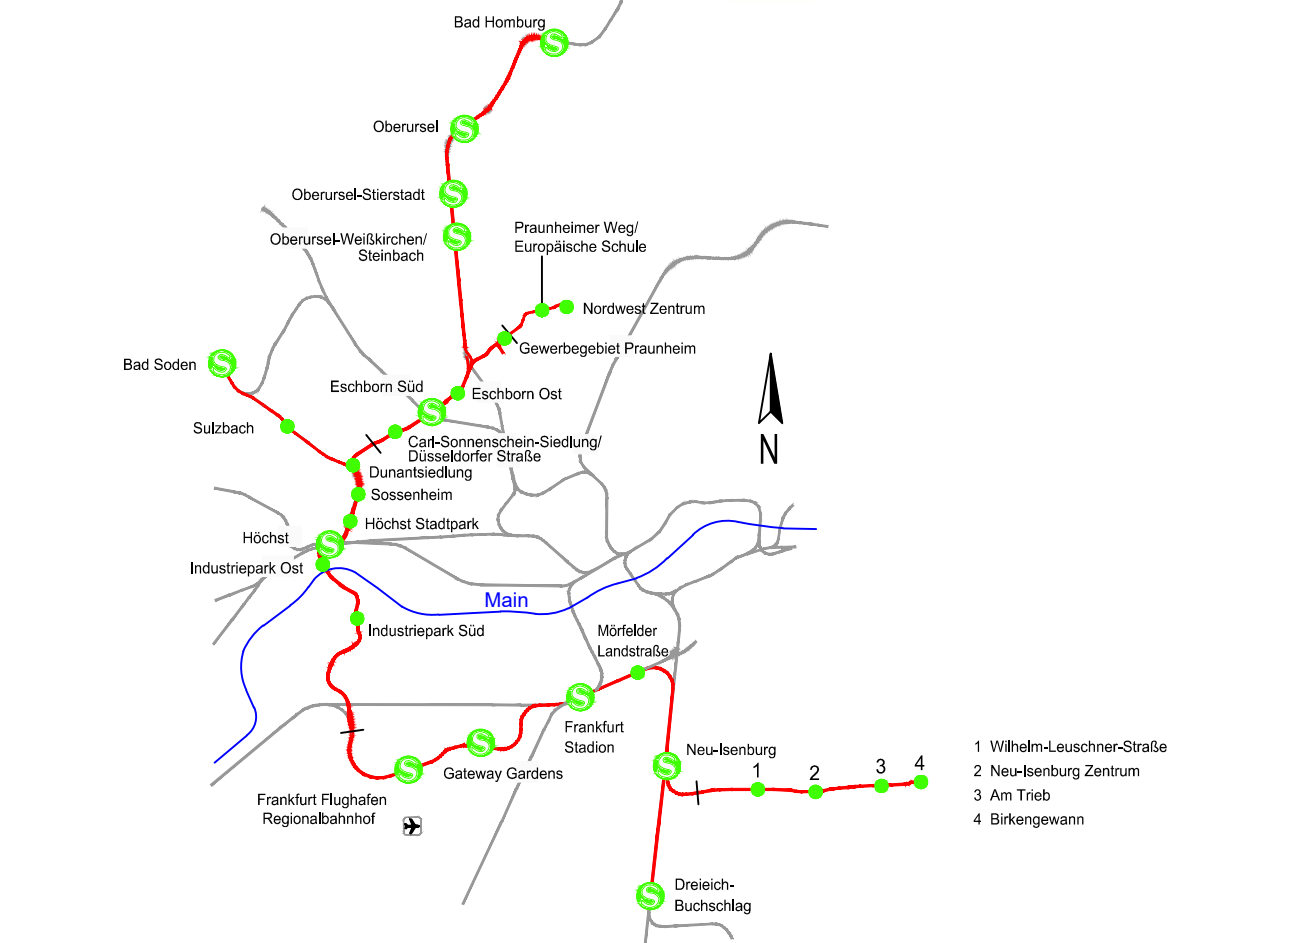 Bad Homburg
S
Oberursel
S
Oberursel-Stierstadt
S
Oberursel-Weißkirchen/
Steinbach
S
Praunheimer Weg/
Europäische Schule
Nordwest Zentrum
Gewerbegebiet Praunheim
Bad Soden
S
Eschborn Süd
S
Eschborn Ost
Sulzbach
Carl-Sonnenschein-Siedlung/
Düsseldorfer Straße
Dunantsiedlung
Sossenheim
Höchst Stadtpark
Höchst
S
Industriepark Ost
N
Main
Industriepark Süd
Mörfelder
Landstraße
S
Frankfurt
Stadion
S
Gateway Gardens
S
Frankfurt Flughafen
Regionalbahnhof
Neu-Isenburg
S
1
2
3
4
1 Wilhelm-Leuschner-Straße
2 Neu-Isenburg Zentrum
3 Am Trieb
4 Birkengewann
S
Dreieich-
Buchschlag